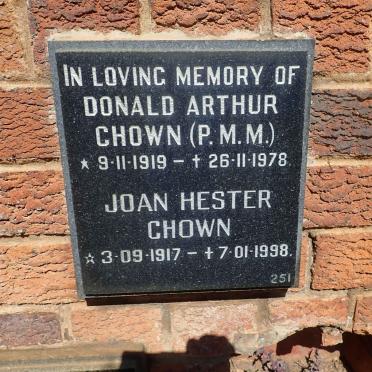 IN LOVING MEMORY OF
DONALD ARTHUR
CHOWN (P.M.M.)
☆ 9-11-1919 – ✝ 26-11-1978
JOAN HESTER
CHOWN
☆ 3-09-1917 – ✝ 7-01-1998.
251